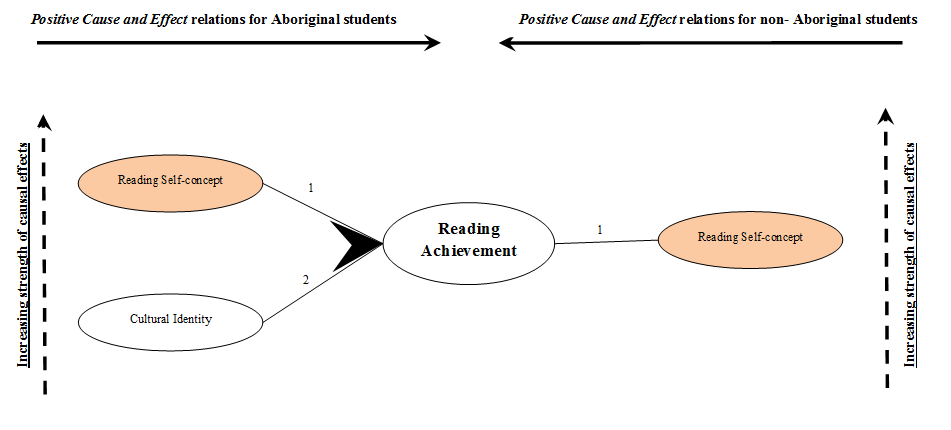 Positive Cause and Effect relations for Aboriginal students
Positive Cause and Effect relations for non- Aboriginal students
Increasing strength of causal effects
Reading Self-concept
1
Reading
Achievement
1
Reading Self-concept
2
Cultural Identity
Increasing strength of causal effects